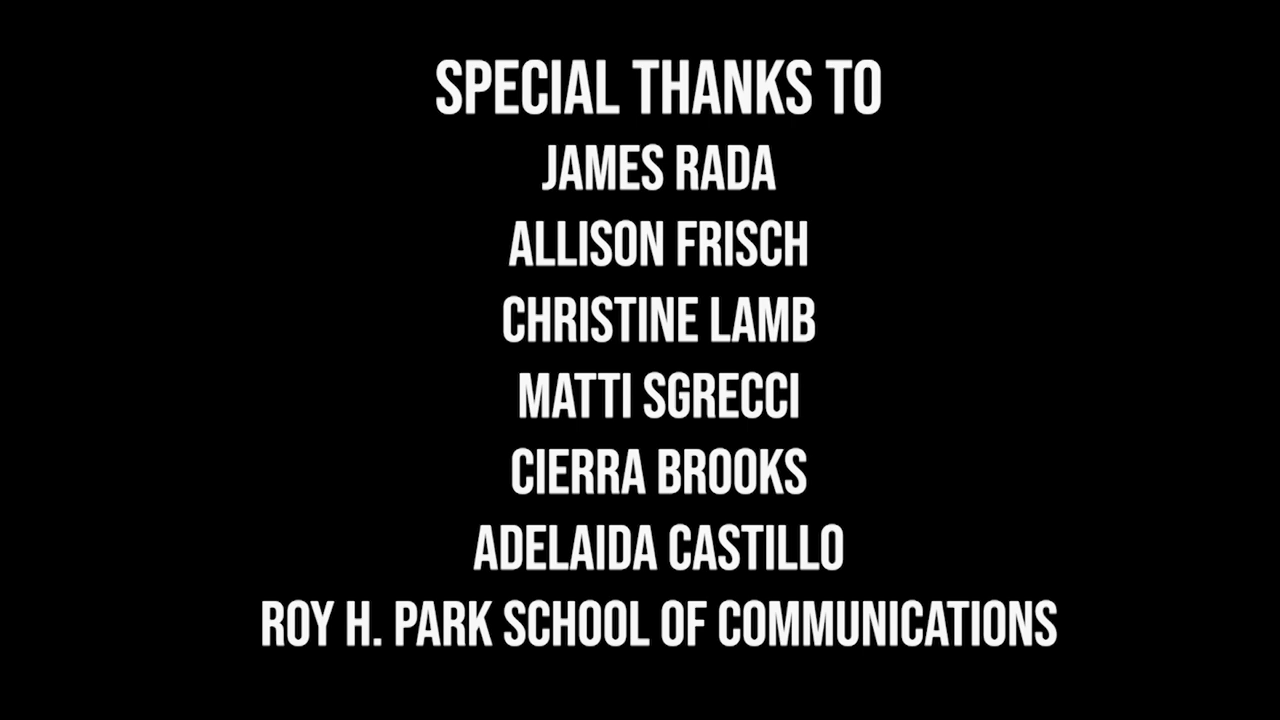 SPECIAL THANKS TO
JAMES RADA
ALLISON FRISCH
CHRISTINE LAMB
MATTI SGRECCI
CIERRA BROOKS
ADELAIDA CASTILLO
ROY H. PARK SCHOOL OF COMMUNICATIONS